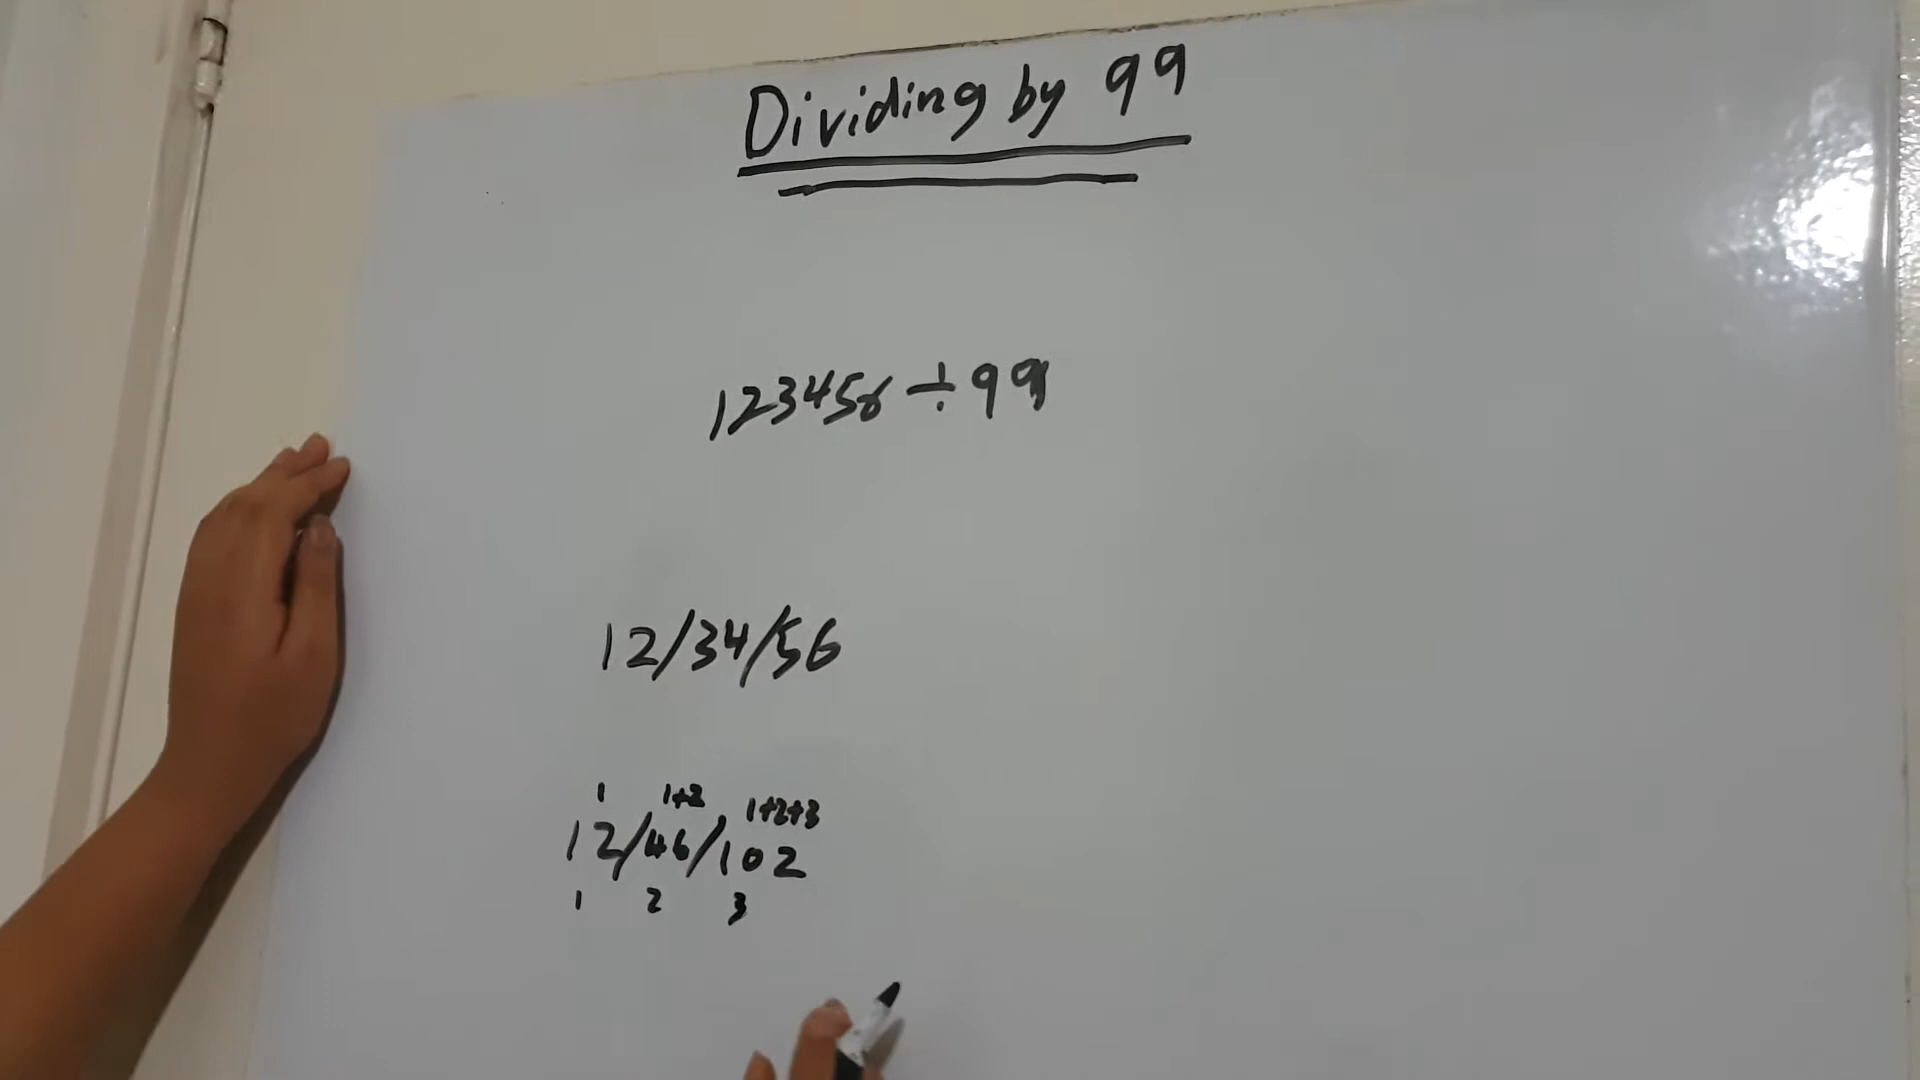 Dividing by 99
123456 ÷ 99
12/34/56
1 1+2 1+2+3
12/46/102
1 2 3